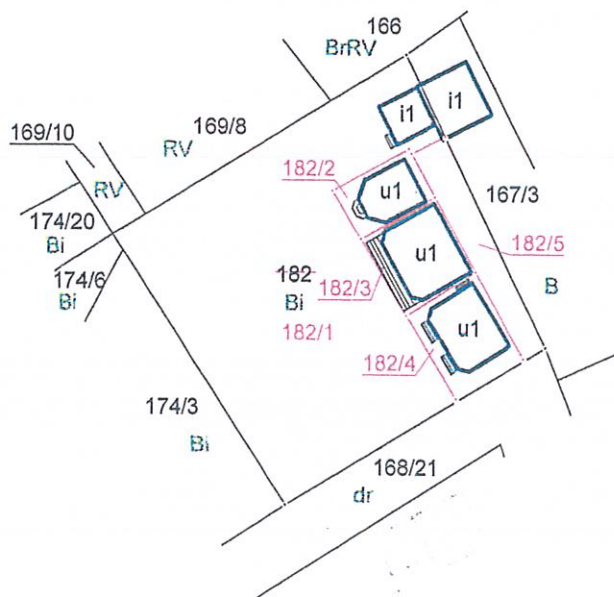 166
BrRV
169/10
169/8
RV
RV
i1
i1
182/2
u1
167/3
174/20
Bi
174/6
Bi
182/5
u1
182
182/3
Bi
B
182/1
u1
182/4
174/3
Bi
168/21
dr